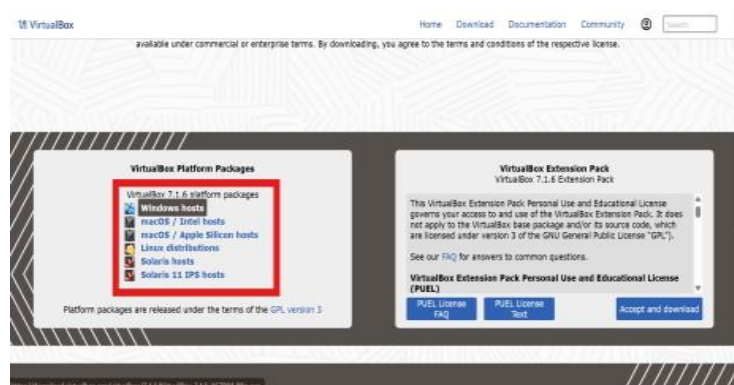 VirtualBox
Home Download Documentation Community
Search...
available under commercial or enterprise terms. By downloading, you agree to the terms and conditions of the respective license.
VirtualBox Platform Packages
VirtualBox 7.1.6 platform packages
Windows hosts
macOS / Intel hosts
macOS / Apple Silicon hosts
Linux distributions
Solaris hosts
Solaris 11 IPS hosts
Platform packages are released under the terms of the GPL version 3
VirtualBox Extension Pack
VirtualBox 7.1.6 Extension Pack
This VirtualBox Extension Pack Personal Use and Educational License
governs your access to and use of the VirtualBox Extension Pack. It does
not apply to the VirtualBox base package and/or its source code, which
are licensed under version 3 of the GNU General Public License "GPL").
See our FAQ for answers to common questions.
VirtualBox Extension Pack Personal Use and Educational License
(PUEL)
PUEL License
FAQ
PUEL License
Text
Accept and download